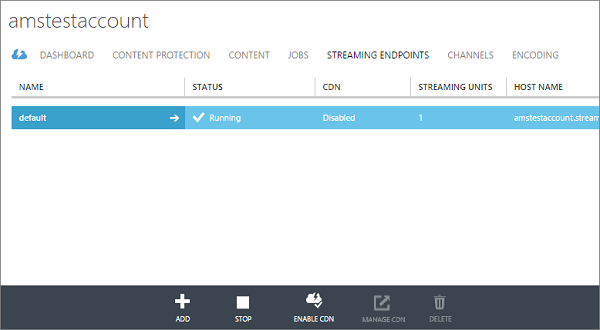 amstestaccount
DASHBOARD CONTENT PROTECTION CONTENT JOBS STREAMING ENDPOINTS CHANNELS ENCODING
NAME STATUS CDN STREAMING UNITS HOST NAME
default Running Disabled 1 amstestaccount.stream
ADD STOP ENABLE CDN MANAGE CDN DELETE